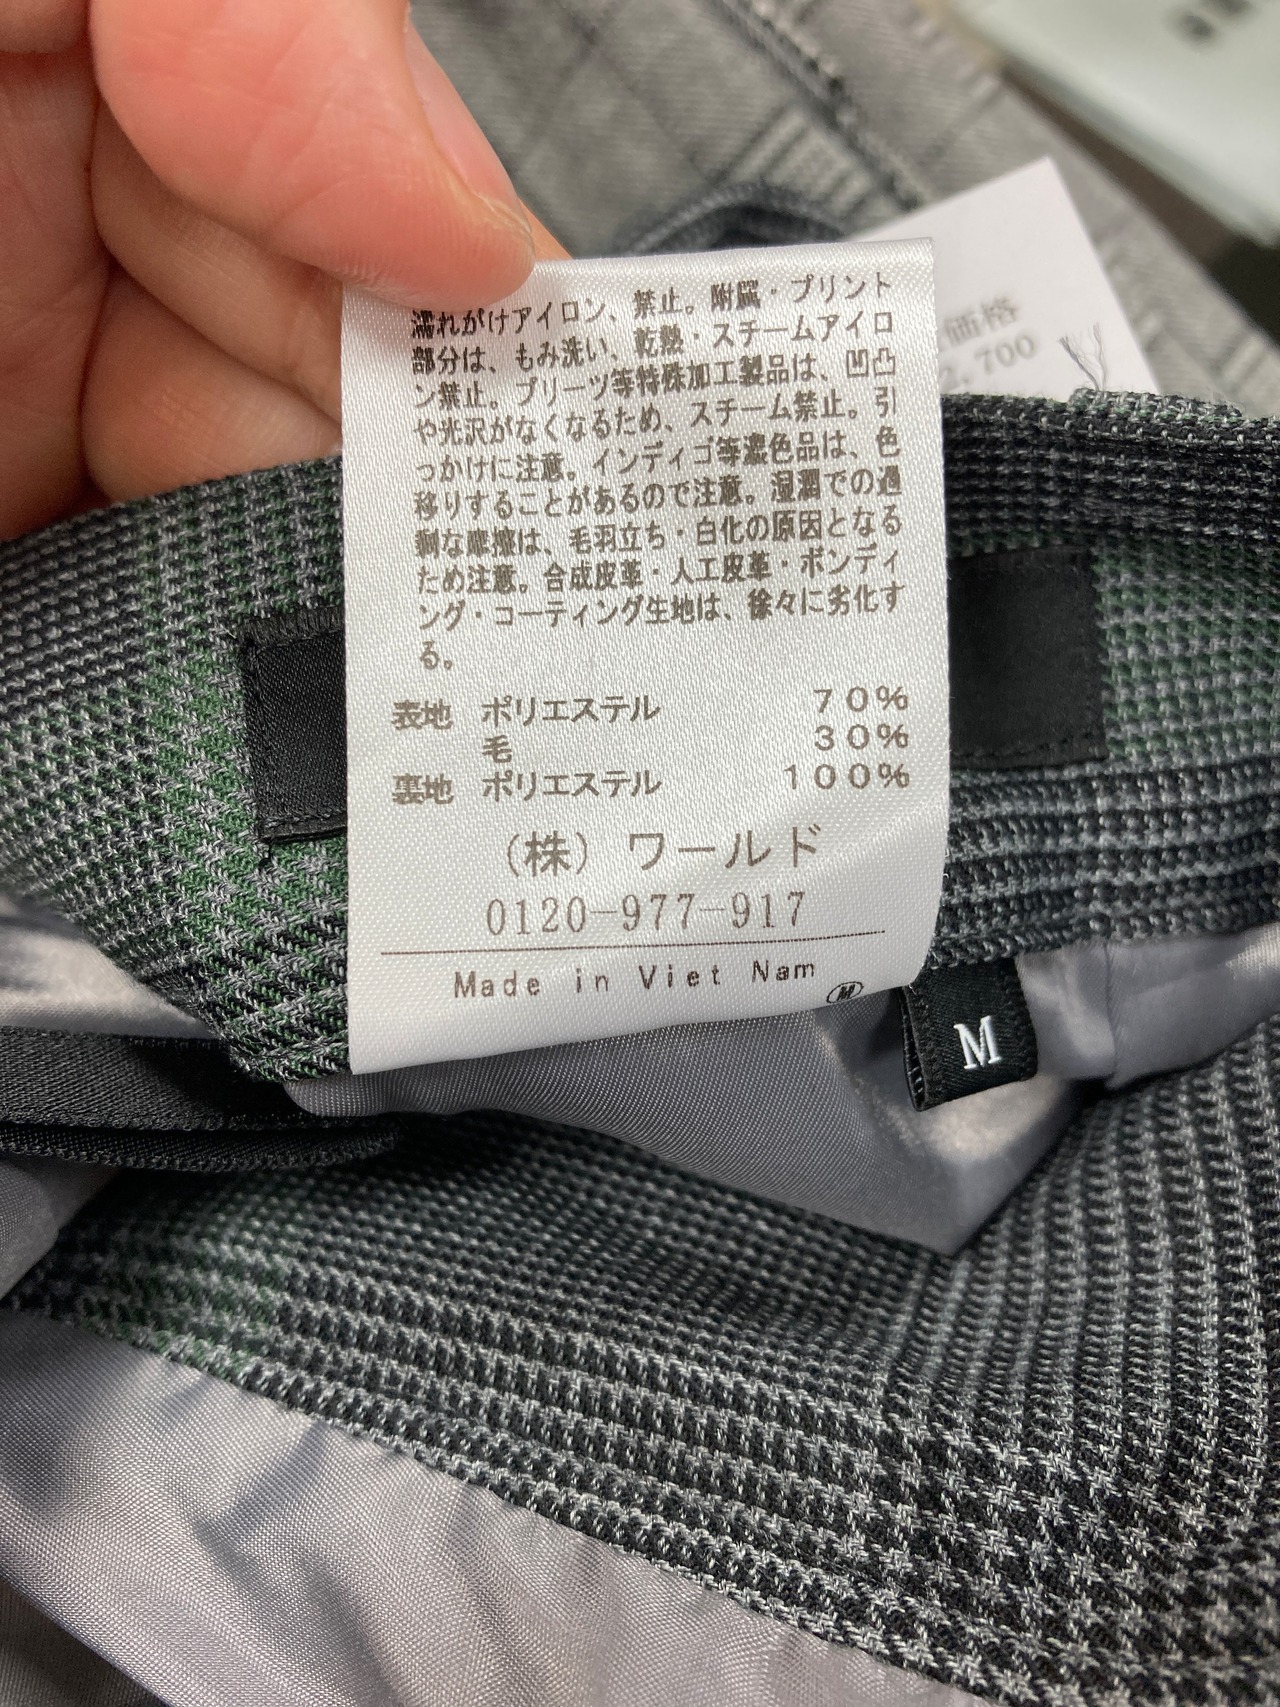 濡れがけアイロン、禁止。附属・プリント
部分は、もみ洗い、乾熱・スチームアイロ
ン禁止。プリーツ等特殊加工製品は、凹凸
や光沢がなくなるため、スチーム禁止。引
っかけに注意。インディゴ等濃色品は、色
移りすることがあるので注意。湿潤での過
剰な摩擦は、毛羽立ち・白化の原因となる
ため注意。合成皮革・人工皮革・ボンディ
ング・コーティング生地は、徐々に劣化す
る。
表地 ポリエステル 70%
毛 30%
裏地 ポリエステル 100%
(株) ワールド
0120-977-917
Made in Viet Nam
M
M
価格
2,700